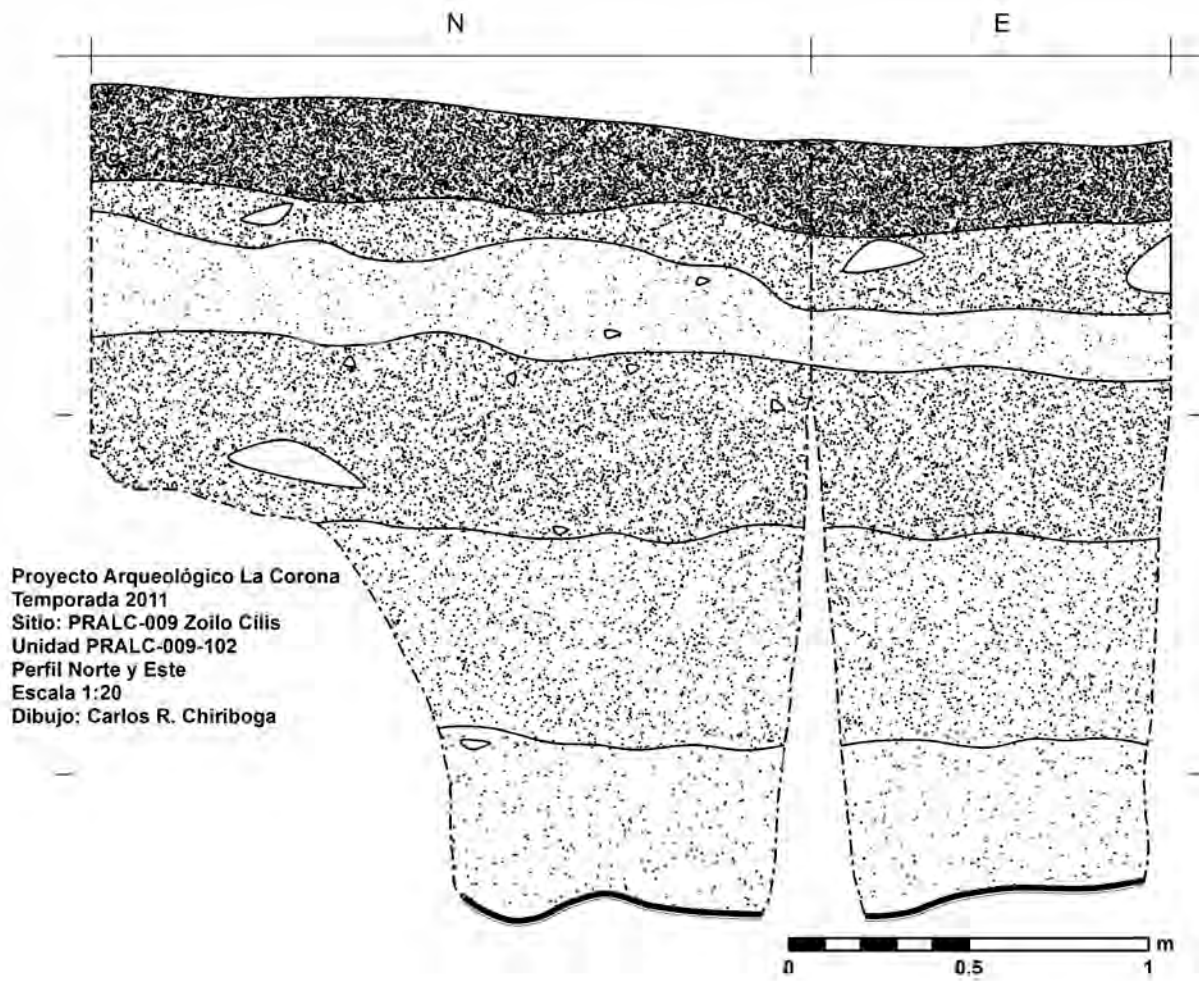 N E
Proyecto Arqueológico La Corona
Temporada 2011
Sitio: PRALC-009 Zoilo Cilis
Unidad PRALC-009-102
Perfil Norte y Este
Escala 1:20
Dibujo: Carlos R. Chiriboga
m
0 0.5 1